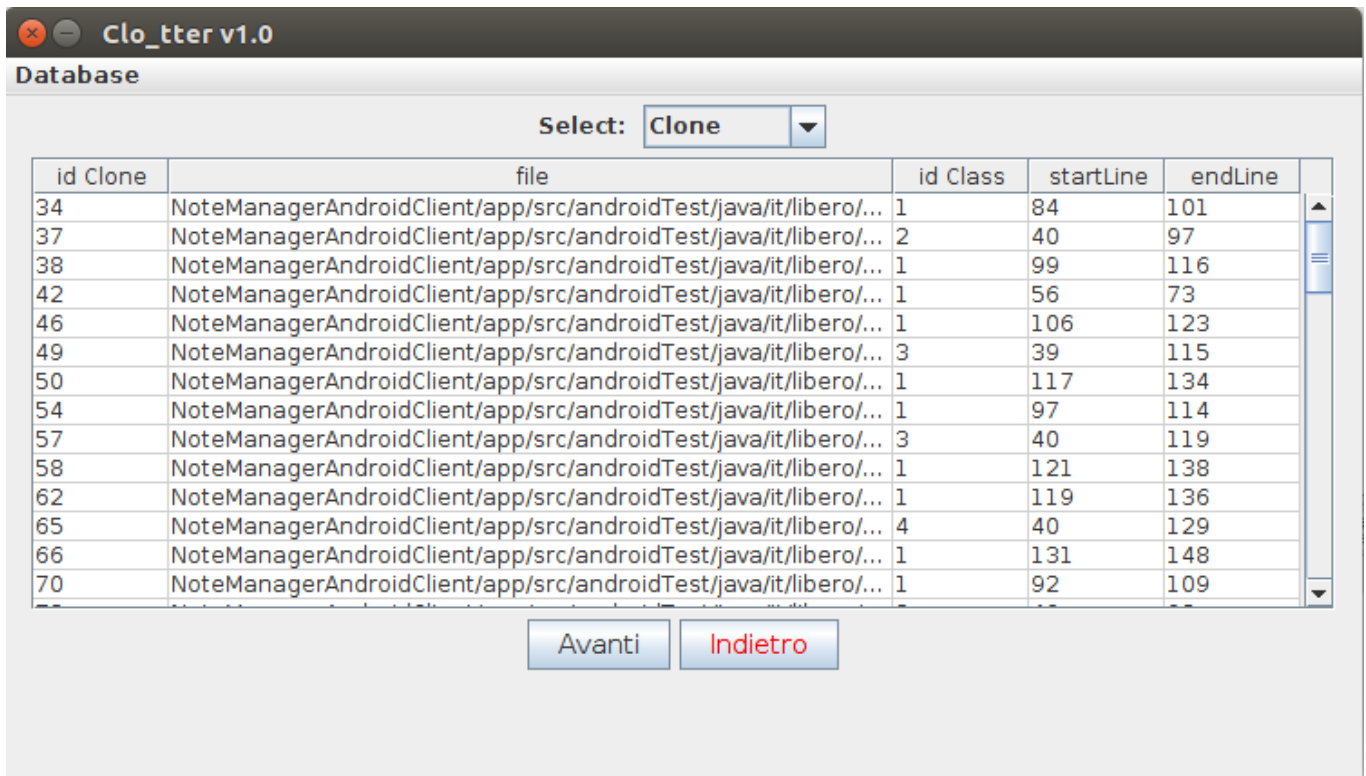 Clo_tter v1.0
Database
Select: Clone
id Clone file id Class startLine endLine
34 NoteManagerAndroidClient/app/src/androidTest/java/it/libero/... 1 84 101
37 NoteManagerAndroidClient/app/src/androidTest/java/it/libero/... 2 40 97
38 NoteManagerAndroidClient/app/src/androidTest/java/it/libero/... 1 99 116
42 NoteManagerAndroidClient/app/src/androidTest/java/it/libero/... 1 56 73
46 NoteManagerAndroidClient/app/src/androidTest/java/it/libero/... 1 106 123
49 NoteManagerAndroidClient/app/src/androidTest/java/it/libero/... 3 39 115
50 NoteManagerAndroidClient/app/src/androidTest/java/it/libero/... 1 117 134
54 NoteManagerAndroidClient/app/src/androidTest/java/it/libero/... 1 97 114
57 NoteManagerAndroidClient/app/src/androidTest/java/it/libero/... 3 40 119
58 NoteManagerAndroidClient/app/src/androidTest/java/it/libero/... 1 121 138
62 NoteManagerAndroidClient/app/src/androidTest/java/it/libero/... 1 119 136
65 NoteManagerAndroidClient/app/src/androidTest/java/it/libero/... 4 40 129
66 NoteManagerAndroidClient/app/src/androidTest/java/it/libero/... 1 131 148
70 NoteManagerAndroidClient/app/src/androidTest/java/it/libero/... 1 92 109
Avanti Indietro